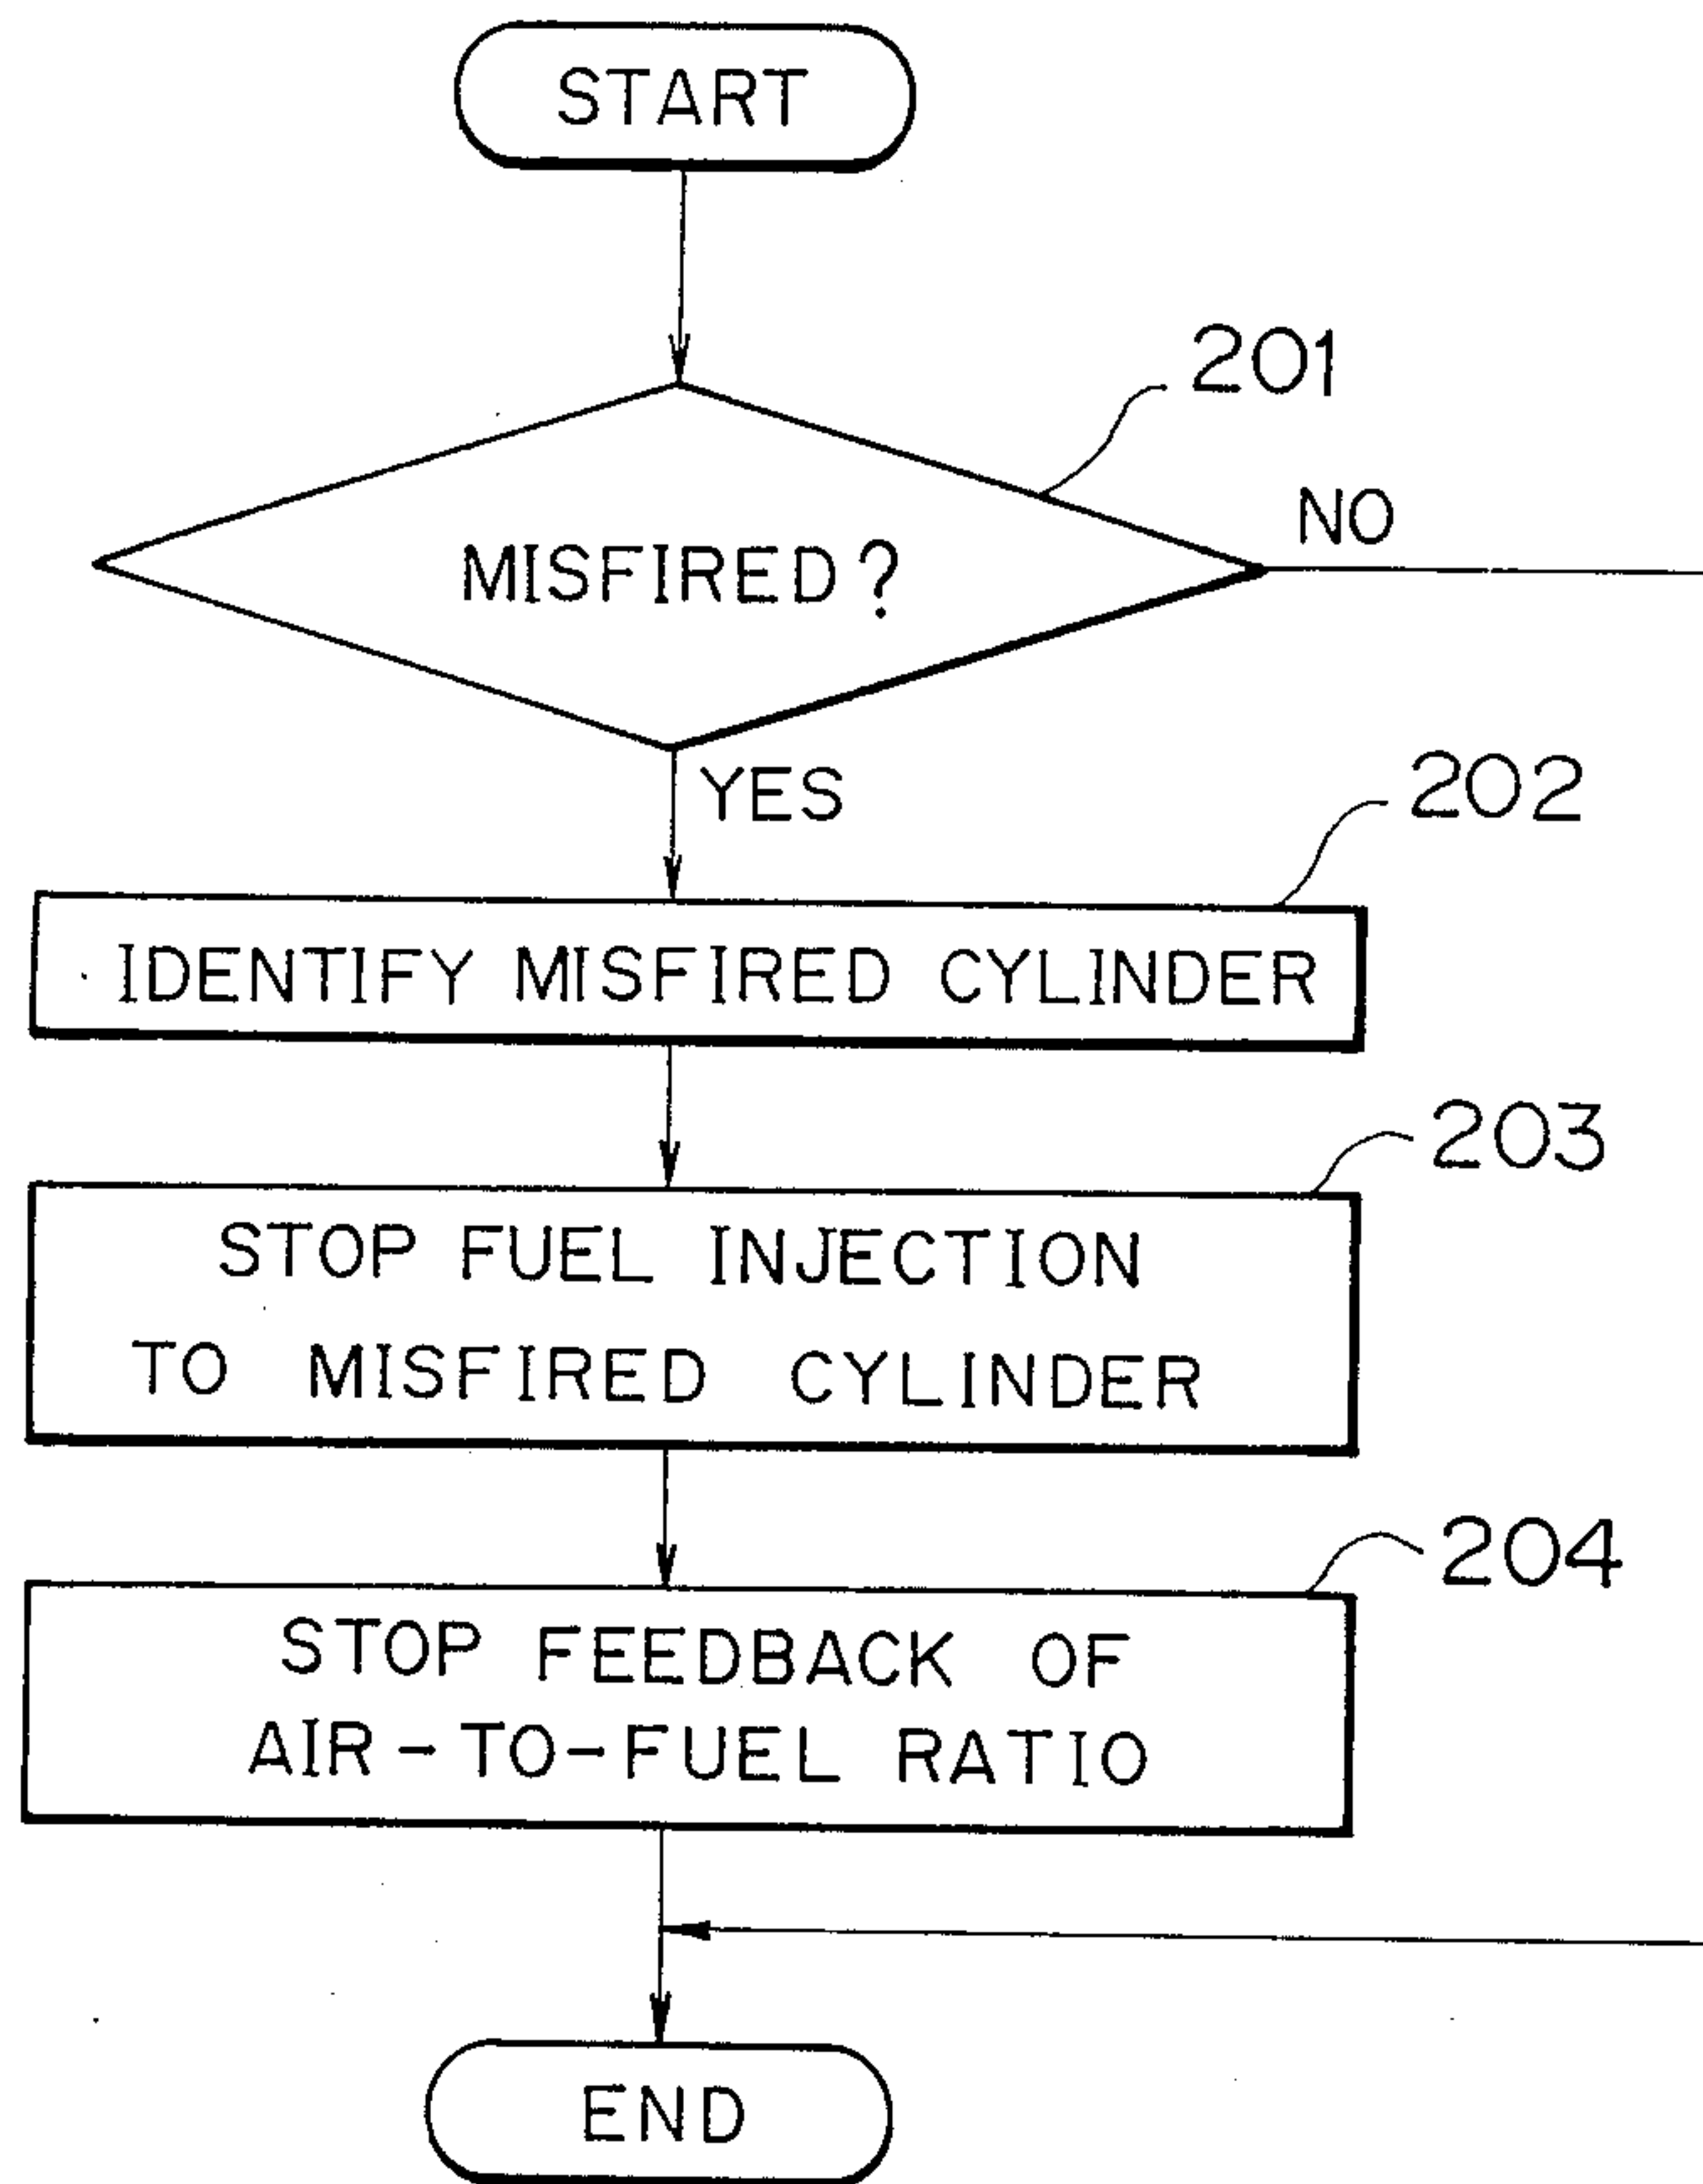 START
201
MISFIRED?
NO
YES
202
IDENTIFY MISFIRED CYLINDER
203
STOP FUEL INJECTION
TO MISFIRED CYLINDER
204
STOP FEEDBACK OF
AIR-TO-FUEL RATIO
END